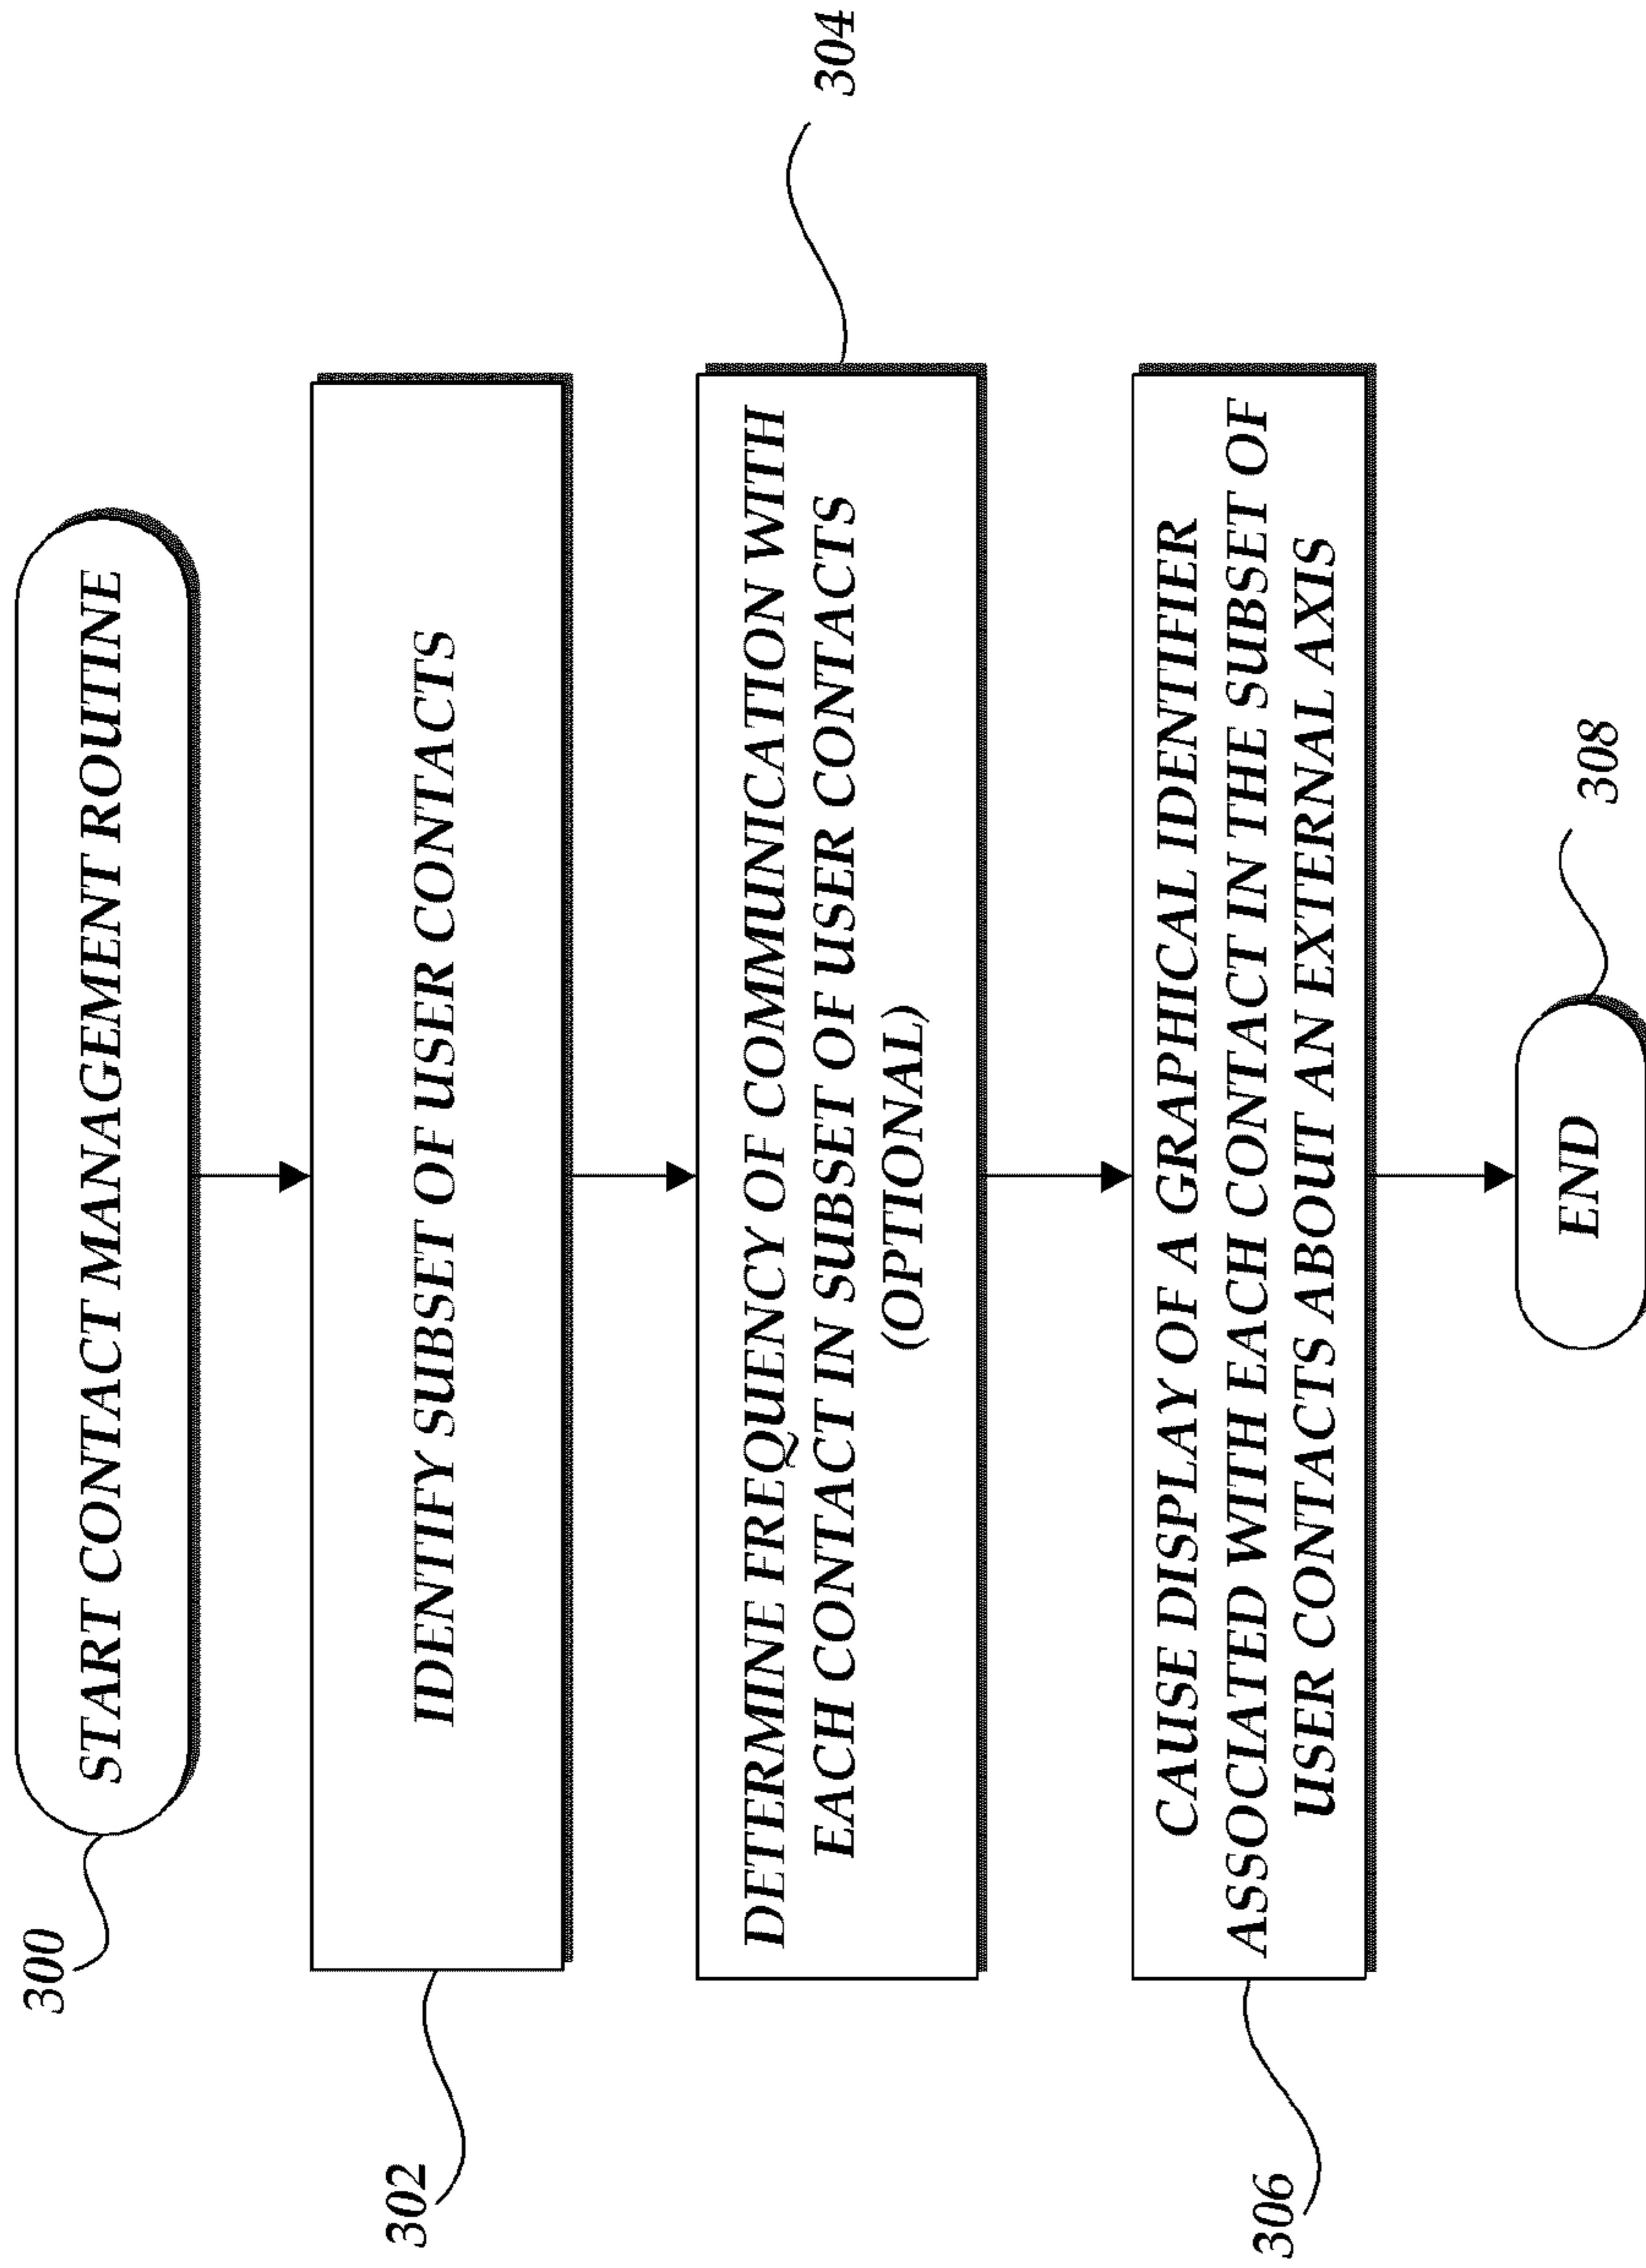 300
START CONTACT MANAGEMENT ROUTINE
302
IDENTIFY SUBSET OF USER CONTACTS
304
DETERMINE FREQUIENCY OF COMMUNICATION WITH
EACH CONTACT IN SUBSET OF USER CONTACTS
(OPTIONAL)
306
CAUSE DISPLAY OF A GRAPHICAL IDENTIFIER
ASSOCIATED WITH EACH CONTACT IN THE SUBSET OF
USER CONTACTS ABOUT AN EXTERNAL AXIS
308
END